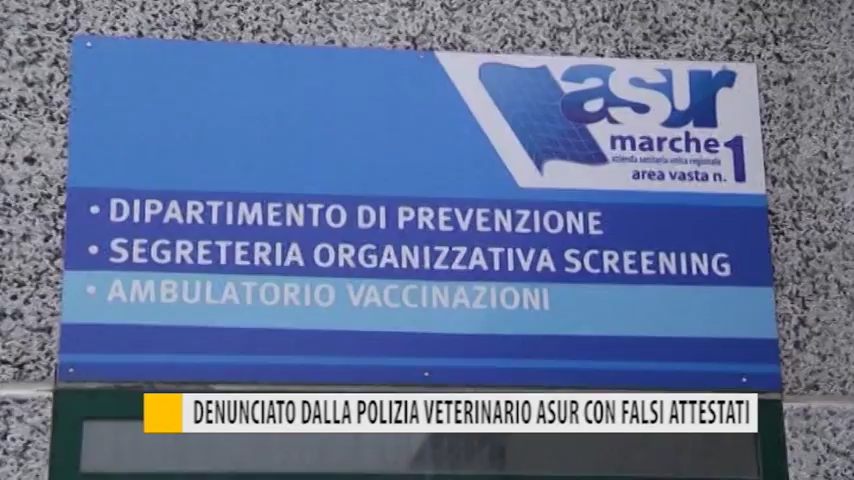 asur
marche 1
azienda sanitaria unica regionale
area vasta n.
• DIPARTIMENTO DI PREVENZIONE
• SEGRETERIA ORGANIZZATIVA SCREENING
• AMBULATORIO VACCINAZIONI
DENUNCIATO DALLA POLIZIA VETERINARIO ASUR CON FALSI ATTESTATI